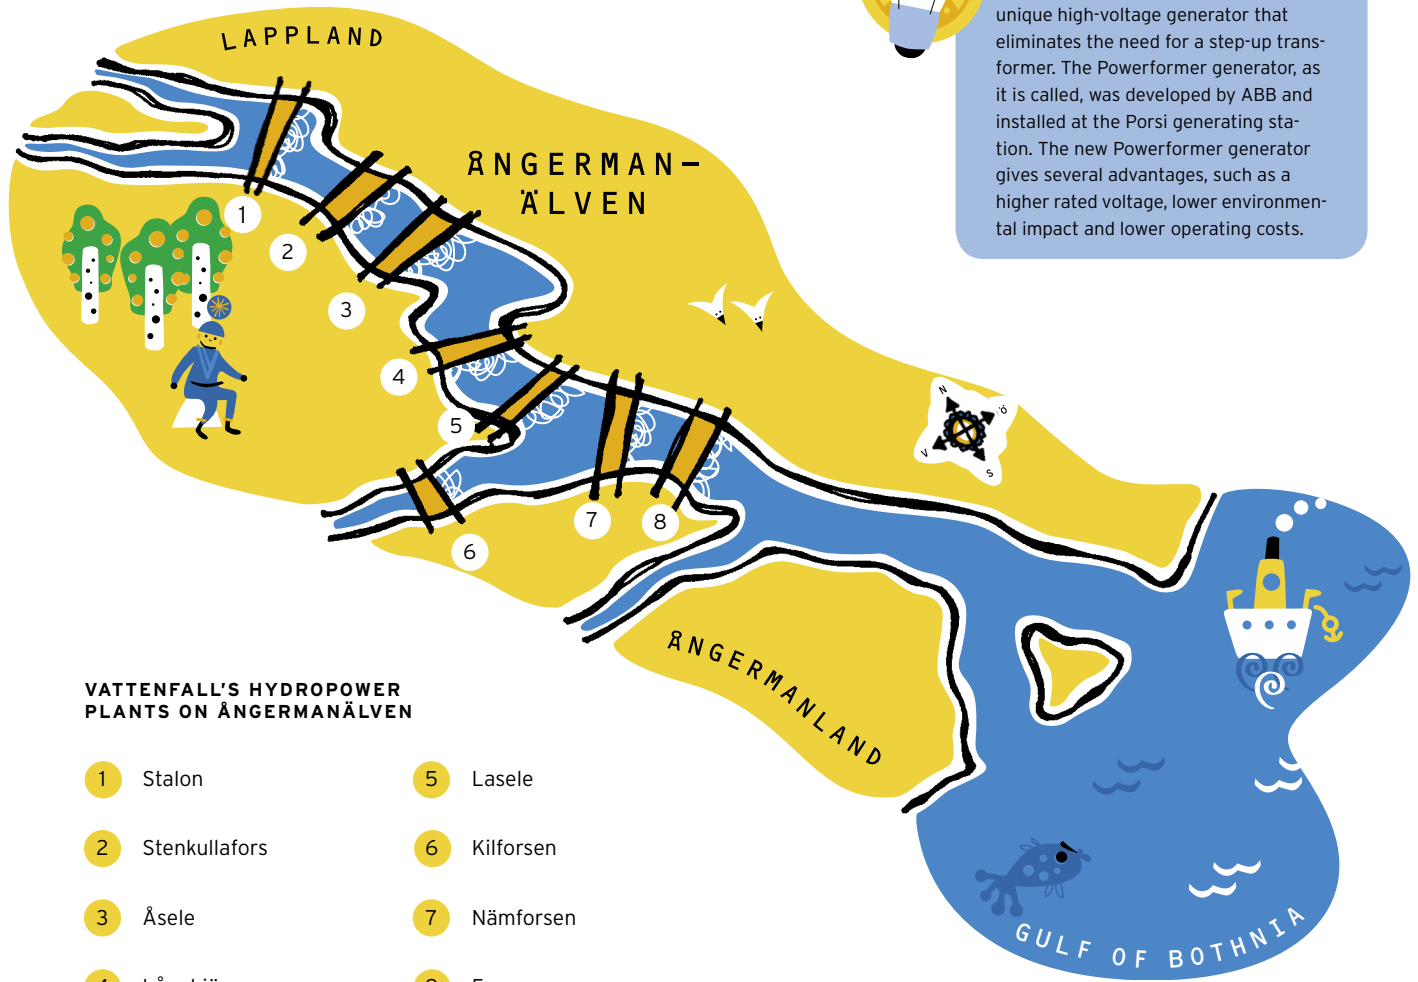 unique high-voltage generator that
eliminates the need for a step-up trans-
former. The Powerformer generator, as
it is called, was developed by ABB and
installed at the Porsi generating sta-
tion. The new Powerformer generator
gives several advantages, such as a
higher rated voltage, lower environmen-
tal impact and lower operating costs.
LAPPLAND
ÅNGERMAN-
ÄLVEN
1
2
3
4
5
6
7
8
N
Ö
V
S
ÅNGERMANLAND
GULF OF BOTHNIA
VATTENFALL'S HYDROPOWER
PLANTS ON ÅNGERMANÄLVEN
1 Stalon
2 Stenkullafors
3 Åsele
5 Lasele
6 Kilforsen
7 Nämforsen